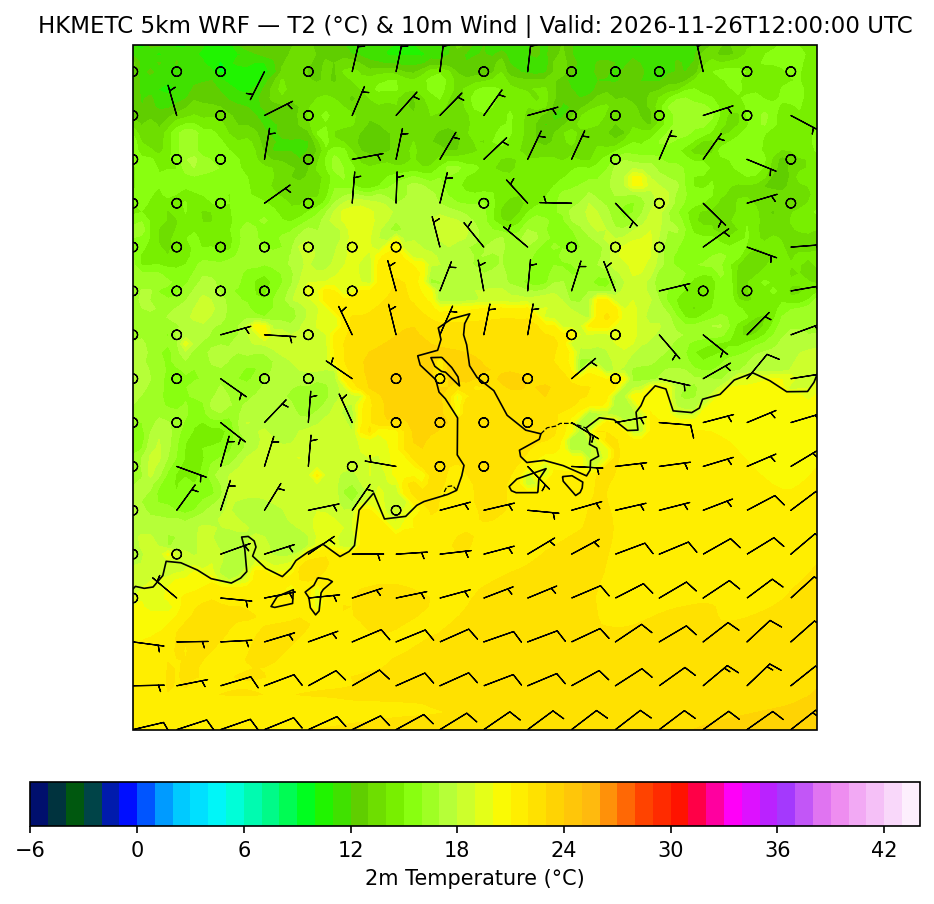 HKMETC 5km WRF — T2 (°C) & 10m Wind | Valid: 2026-11-26T12:00:00 UTC
−6 0 6 12 18 24 30 36 42
2m Temperature (°C)